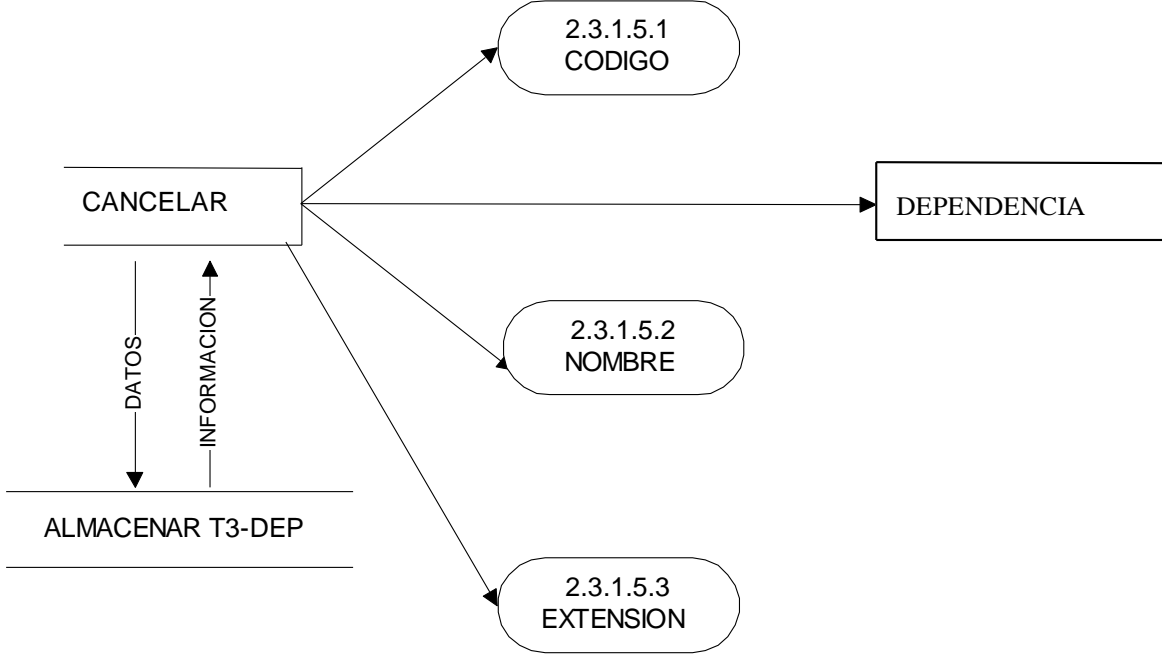 2.3.1.5.1
CODIGO
CANCELAR
DEPENDENCIA
DATOS
INFORMACION
2.3.1.5.2
NOMBRE
ALMACENAR T3-DEP
2.3.1.5.3
EXTENSION